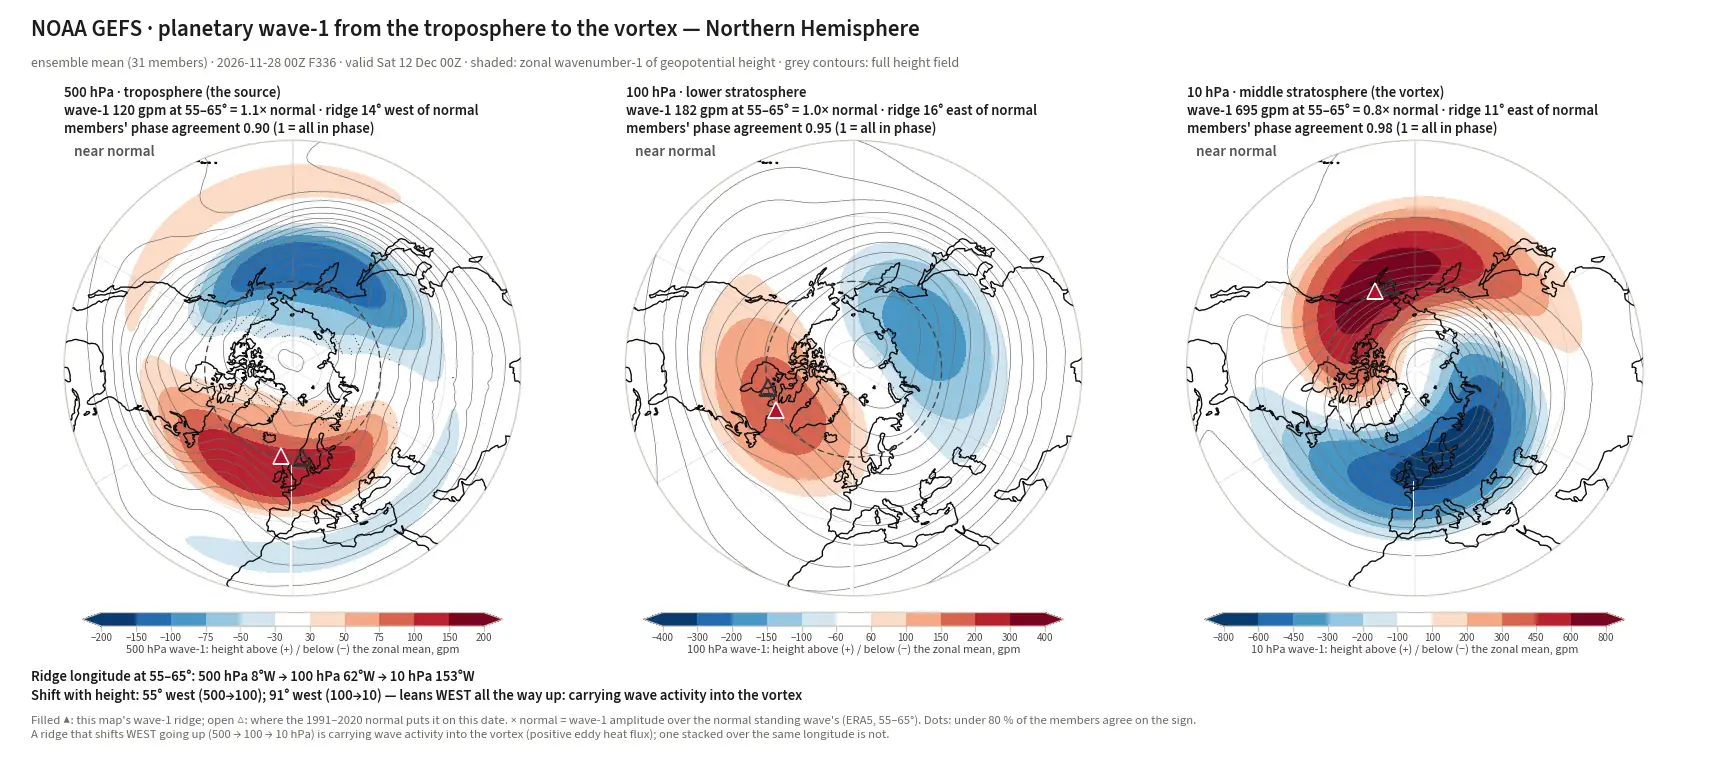 NOAA GEFS · planetary wave-1 from the troposphere to the vortex — Northern Hemisphere
ensemble mean (31 members) · 2026-11-28 00Z F336 · valid Sat 12 Dec 00Z · shaded: zonal wavenumber-1 of geopotential height · grey contours: full height field
500 hPa · troposphere (the source)
wave-1 120 gpm at 55–65° = 1.1× normal · ridge 14° west of normal
members' phase agreement 0.90 (1 = all in phase)
near normal
100 hPa · lower stratosphere
wave-1 182 gpm at 55–65° = 1.0× normal · ridge 16° east of normal
members' phase agreement 0.95 (1 = all in phase)
near normal
10 hPa · middle stratosphere (the vortex)
wave-1 695 gpm at 55–65° = 0.8× normal · ridge 11° east of normal
members' phase agreement 0.98 (1 = all in phase)
near normal
−200 −150 −100 −75 −50 −30 30 50 75 100 150 200
500 hPa wave-1: height above (+) / below (−) the zonal mean, gpm
−400 −300 −200 −150 −100 −60 60 100 150 200 300 400
100 hPa wave-1: height above (+) / below (−) the zonal mean, gpm
−800 −600 −450 −300 −200 −100 100 200 300 450 600 800
10 hPa wave-1: height above (+) / below (−) the zonal mean, gpm
Ridge longitude at 55–65°: 500 hPa 8°W → 100 hPa 62°W → 10 hPa 153°W
Shift with height: 55° west (500→100); 91° west (100→10) — leans WEST all the way up: carrying wave activity into the vortex
Filled ▲: this map's wave-1 ridge; open △: where the 1991–2020 normal puts it on this date. × normal = wave-1 amplitude over the normal standing wave's (ERA5, 55–65°). Dots: under 80 % of the members agree on the sign.
A ridge that shifts WEST going up (500 → 100 → 10 hPa) is carrying wave activity into the vortex (positive eddy heat flux); one stacked over the same longitude is not.